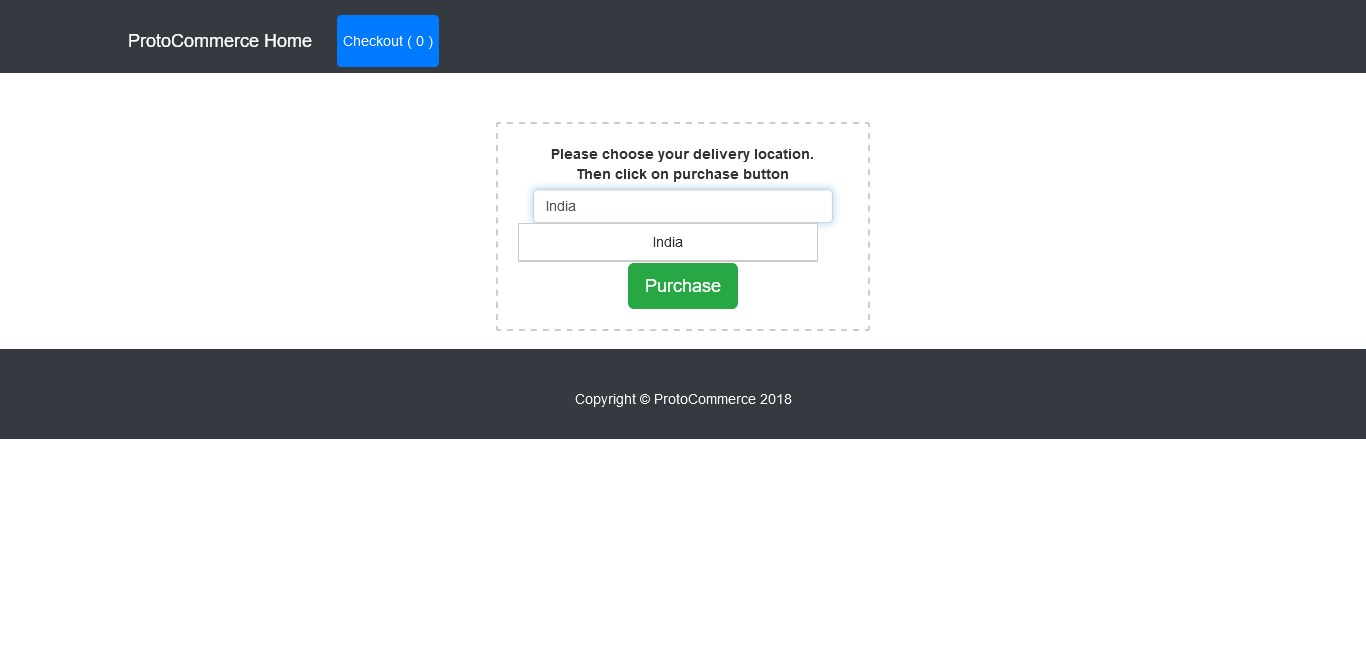 ProtoCommerce Home
Checkout ( 0 )
Please choose your delivery location.
Then click on purchase button
India
India
Purchase
Copyright © ProtoCommerce 2018